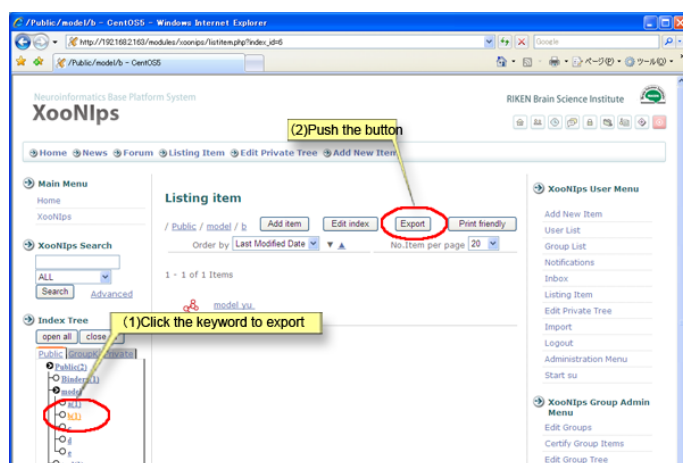 /Public/model/b - CentOS5 - Windows Internet Explorer
http://192.168.2.163/modules/xoonips/listitem.php?index_id=6
Google
/Public/model/b - CentOS5
ページ(P)
ツール(O)
Neuroinformatics Base Platform System
XooNIps
RIKEN Brain Science Institute
(2)Push the button
Home News Forum Listing Item Edit Private Tree Add New Item
Main Menu
Home
XooNIps
XooNIps Search
ALL
Search Advanced
Index Tree
open all close
Public Group Private
Public(2)
Binders(1)
model
a(1)
b(1)
c
d
e
Listing item
/ Public / model / b Add item Edit index Export Print friendly
Order by Last Modified Date ▼ ▲ No.Item per page 20
1 - 1 of 1 Items
model yu.
(1)Click the keyword to export
XooNIps User Menu
Add New Item
User List
Group List
Notifications
Inbox
Listing Item
Edit Private Tree
Import
Logout
Administration Menu
Start su
XooNIps Group Admin
Menu
Edit Groups
Certify Group Items
Edit Group Tree